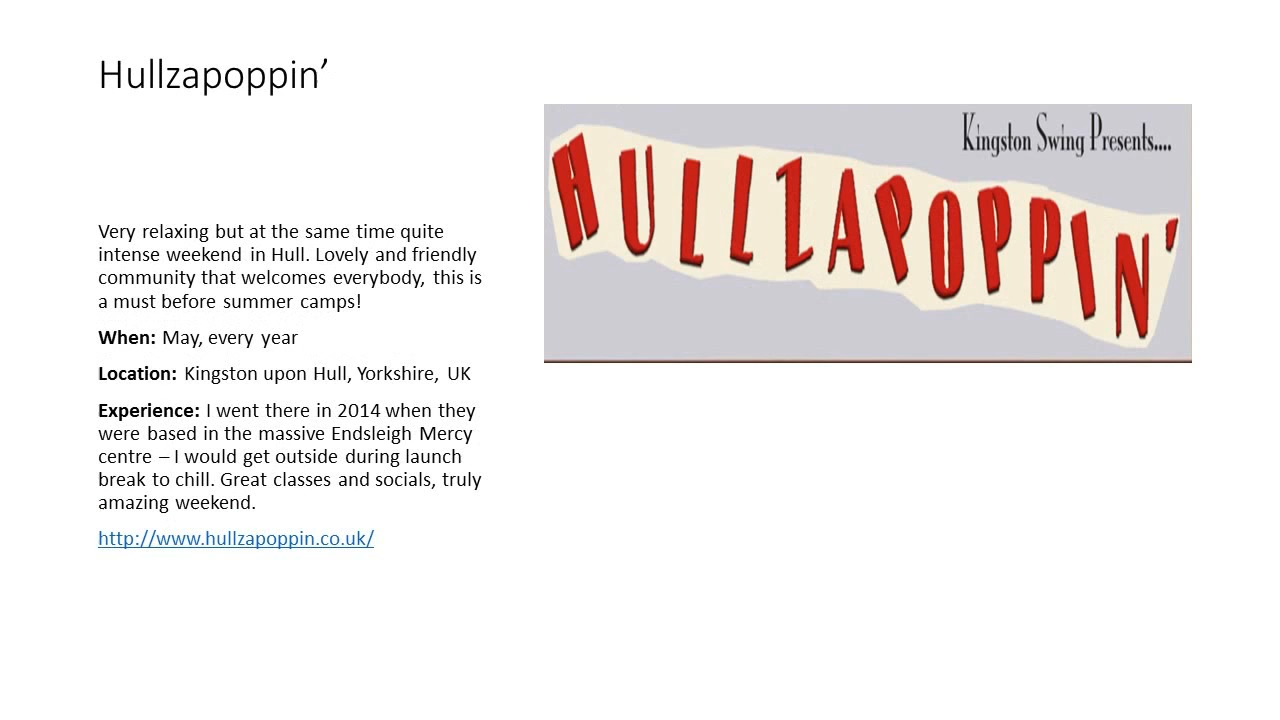 Hullzapoppin’
Kingston Swing Presents....
HULLZAPOPPIN'
Very relaxing but at the same time quite
intense weekend in Hull. Lovely and friendly
community that welcomes everybody, this is
a must before summer camps!
When: May, every year
Location: Kingston upon Hull, Yorkshire, UK
Experience: I went there in 2014 when they
were based in the massive Endsleigh Mercy
centre – I would get outside during launch
break to chill. Great classes and socials, truly
amazing weekend.
http://www.hullzapoppin.co.uk/